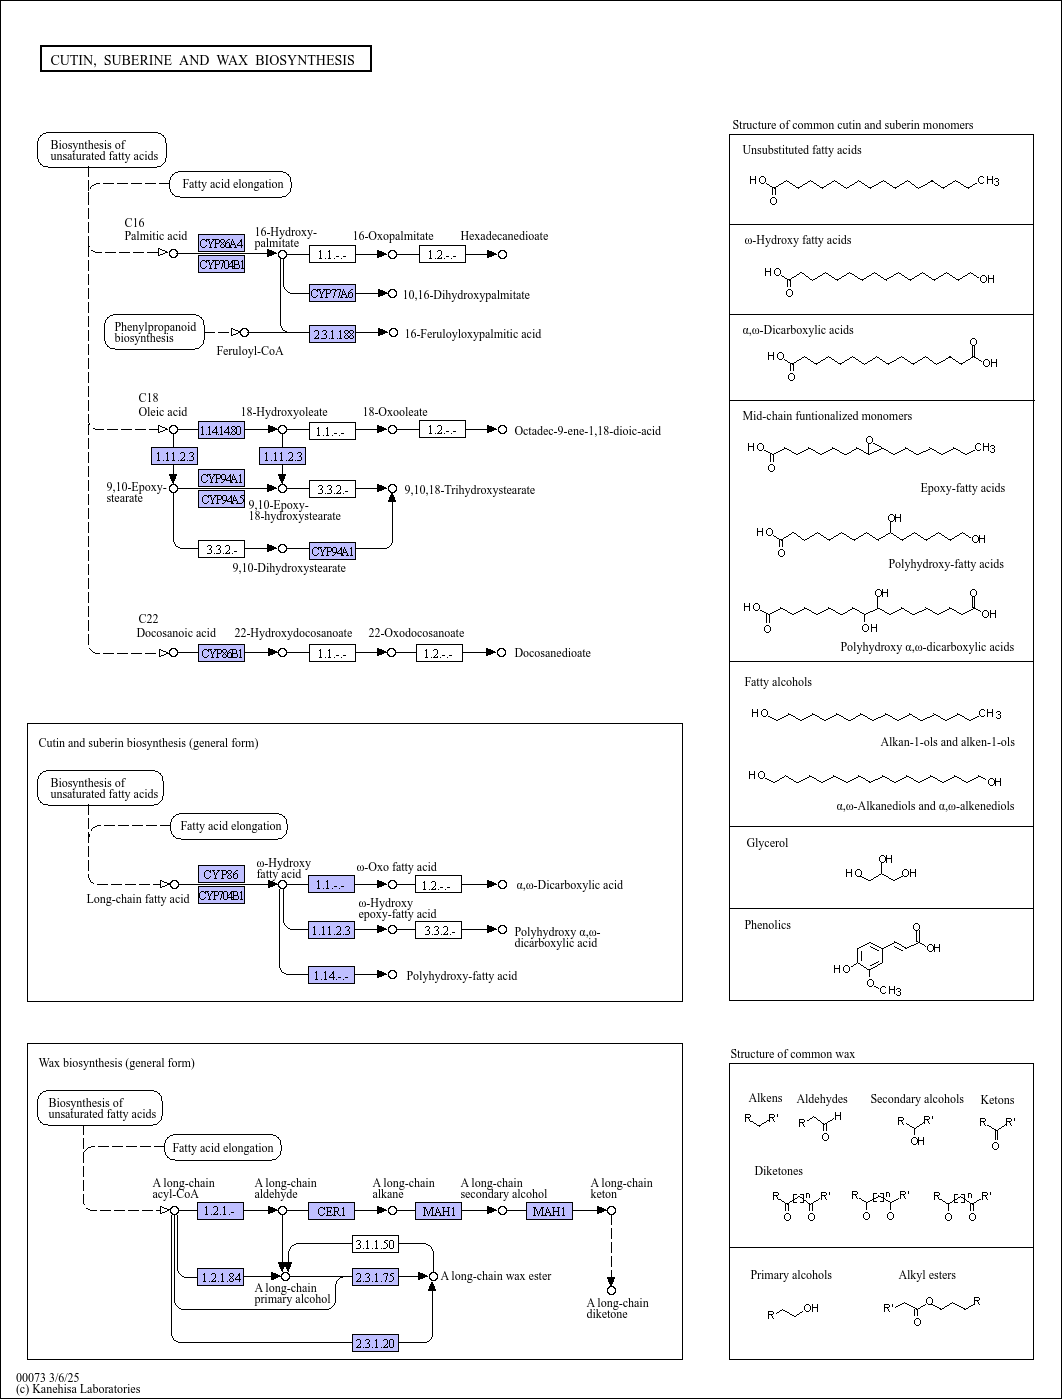 CUTIN, SUBERINE AND WAX BIOSYNTHESIS
Biosynthesis of
unsaturated fatty acids
Fatty acid elongation
C16
Palmitic acid
CYP86A4
CYP704B1
16-Hydroxy-
palmitate
1.1.-.-
16-Oxopalmitate
1.2.-.-
Hexadecanedioate
CYP77A6
10,16-Dihydroxypalmitate
Phenylpropanoid
biosynthesis
Feruloyl-CoA
2.3.1.188
16-Feruloyloxypalmitic acid
C18
Oleic acid
1.14.14.80
18-Hydroxyoleate
1.1.-.-
18-Oxooleate
1.2.-.-
Octadec-9-ene-1,18-dioic-acid
1.11.2.3
1.11.2.3
9,10-Epoxy-
stearate
CYP94A1
CYP94A5
9,10-Epoxy-
18-hydroxystearate
3.3.2.-
9,10,18-Trihydroxystearate
3.3.2.-
9,10-Dihydroxystearate
CYP94A1
C22
Docosanoic acid
CYP86B1
22-Hydroxydocosanoate
1.1.-.-
22-Oxodocosanoate
1.2.-.-
Docosanedioate
Cutin and suberin biosynthesis (general form)
Biosynthesis of
unsaturated fatty acids
Fatty acid elongation
Long-chain fatty acid
CYP86
CYP704B1
ω-Hydroxy
fatty acid
1.1.-.-
ω-Oxo fatty acid
1.2.-.-
α,ω-Dicarboxylic acid
1.11.2.3
ω-Hydroxy
epoxy-fatty acid
3.3.2.-
Polyhydroxy α,ω-
dicarboxylic acid
1.14.-.-
Polyhydroxy-fatty acid
Wax biosynthesis (general form)
Biosynthesis of
unsaturated fatty acids
Fatty acid elongation
A long-chain
acyl-CoA
1.2.1.-
A long-chain
aldehyde
CER1
A long-chain
alkane
MAH1
A long-chain
secondary alcohol
MAH1
A long-chain
keton
3.1.1.50
1.2.1.84
A long-chain
primary alcohol
2.3.1.75
A long-chain wax ester
A long-chain
diketone
2.3.1.20
00073 3/6/25
(c) Kanehisa Laboratories
Structure of common cutin and suberin monomers
Unsubstituted fatty acids
HO
O
CH3
ω-Hydroxy fatty acids
HO
O
OH
α,ω-Dicarboxylic acids
HO
O
O
OH
Mid-chain funtionalized monomers
HO
O
O
CH3
Epoxy-fatty acids
HO
O
OH
OH
Polyhydroxy-fatty acids
HO
O
OH
OH
O
OH
Polyhydroxy α,ω-dicarboxylic acids
Fatty alcohols
HO
CH3
Alkan-1-ols and alken-1-ols
HO
OH
α,ω-Alkanediols and α,ω-alkenediols
Glycerol
HO
OH
OH
Phenolics
HO
O
OH
O
CH3
Structure of common wax
Alkens
R
R'
Aldehydes
R
O
H
Secondary alcohols
R
R'
OH
Ketons
R
R'
O
Diketones
R
[ ]n
R'
O
O
R
[ ]n
R'
O
O
R
[ ]n
R'
O
O
Primary alcohols
R
OH
Alkyl esters
R'
O
O
R